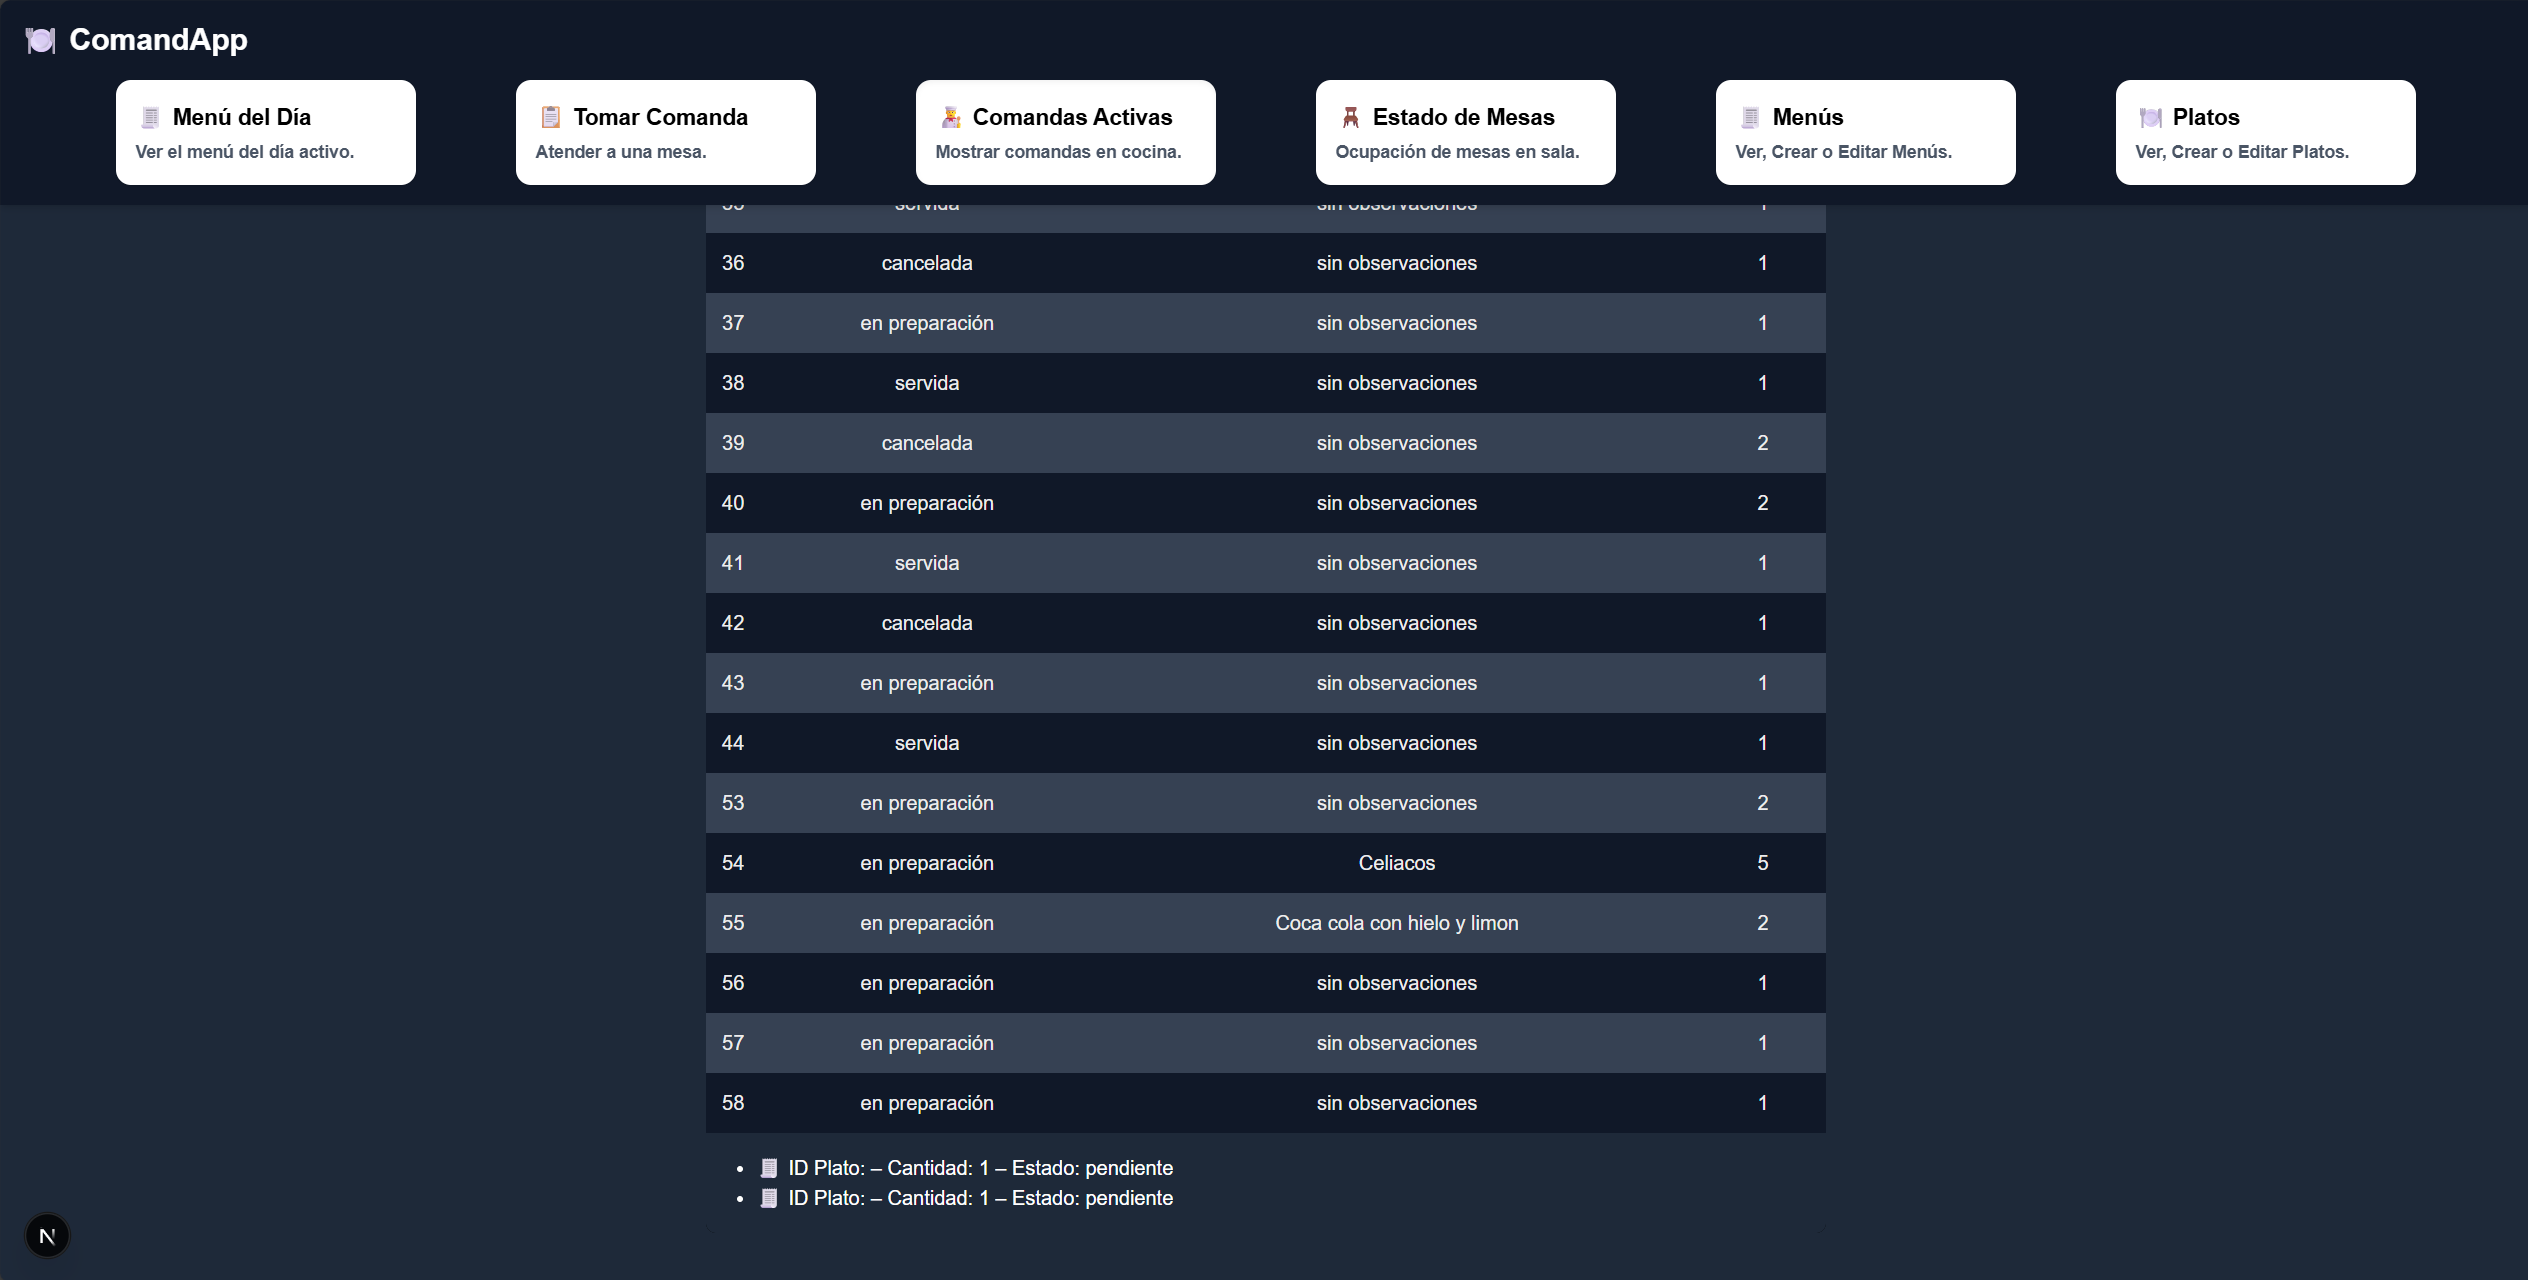 ComandApp
Menú del Día
Ver el menú del día activo.
Tomar Comanda
Atender a una mesa.
Comandas Activas
Mostrar comandas en cocina.
Estado de Mesas
Ocupación de mesas en sala.
Menús
Ver, Crear o Editar Menús.
Platos
Ver, Crear o Editar Platos.
35 servida sin observaciones 1
36 cancelada sin observaciones 1
37 en preparación sin observaciones 1
38 servida sin observaciones 1
39 cancelada sin observaciones 2
40 en preparación sin observaciones 2
41 servida sin observaciones 1
42 cancelada sin observaciones 1
43 en preparación sin observaciones 1
44 servida sin observaciones 1
53 en preparación sin observaciones 2
54 en preparación Celiacos 5
55 en preparación Coca cola con hielo y limon 2
56 en preparación sin observaciones 1
57 en preparación sin observaciones 1
58 en preparación sin observaciones 1
• ID Plato: – Cantidad: 1 – Estado: pendiente
• ID Plato: – Cantidad: 1 – Estado: pendiente
N